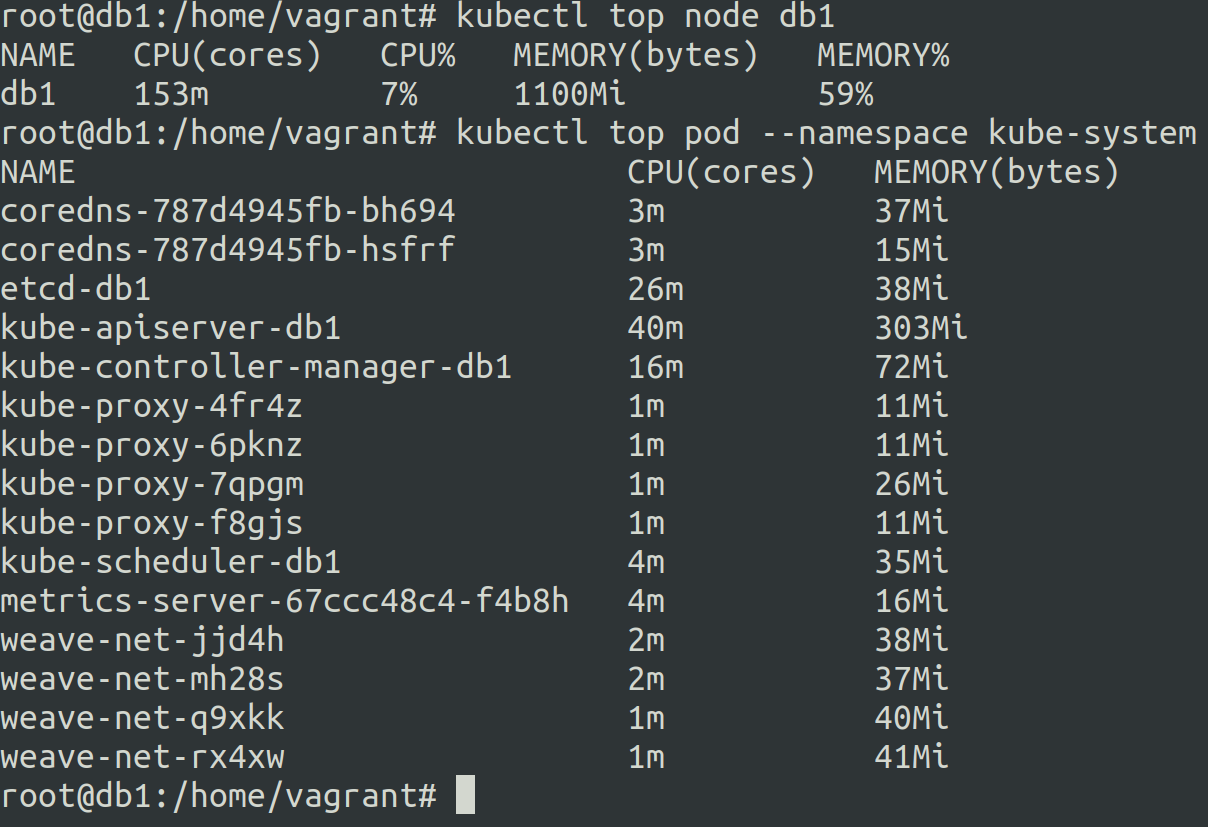 root@db1:/home/vagrant# kubectl top node db1
NAME   CPU(cores)   CPU%   MEMORY(bytes)   MEMORY%
db1    153m         7%     1100Mi          59%
root@db1:/home/vagrant# kubectl top pod --namespace kube-system
NAME                             CPU(cores)   MEMORY(bytes)
coredns-787d4945fb-bh694         3m           37Mi
coredns-787d4945fb-hsfrf         3m           15Mi
etcd-db1                         26m          38Mi
kube-apiserver-db1               40m          303Mi
kube-controller-manager-db1      16m          72Mi
kube-proxy-4fr4z                 1m           11Mi
kube-proxy-6pknz                 1m           11Mi
kube-proxy-7qpgm                 1m           26Mi
kube-proxy-f8gjs                 1m           11Mi
kube-scheduler-db1               4m           35Mi
metrics-server-67ccc48c4-f4b8h   4m           16Mi
weave-net-jjd4h                  2m           38Mi
weave-net-mh28s                  2m           37Mi
weave-net-q9xkk                  1m           40Mi
weave-net-rx4xw                  1m           41Mi
root@db1:/home/vagrant#